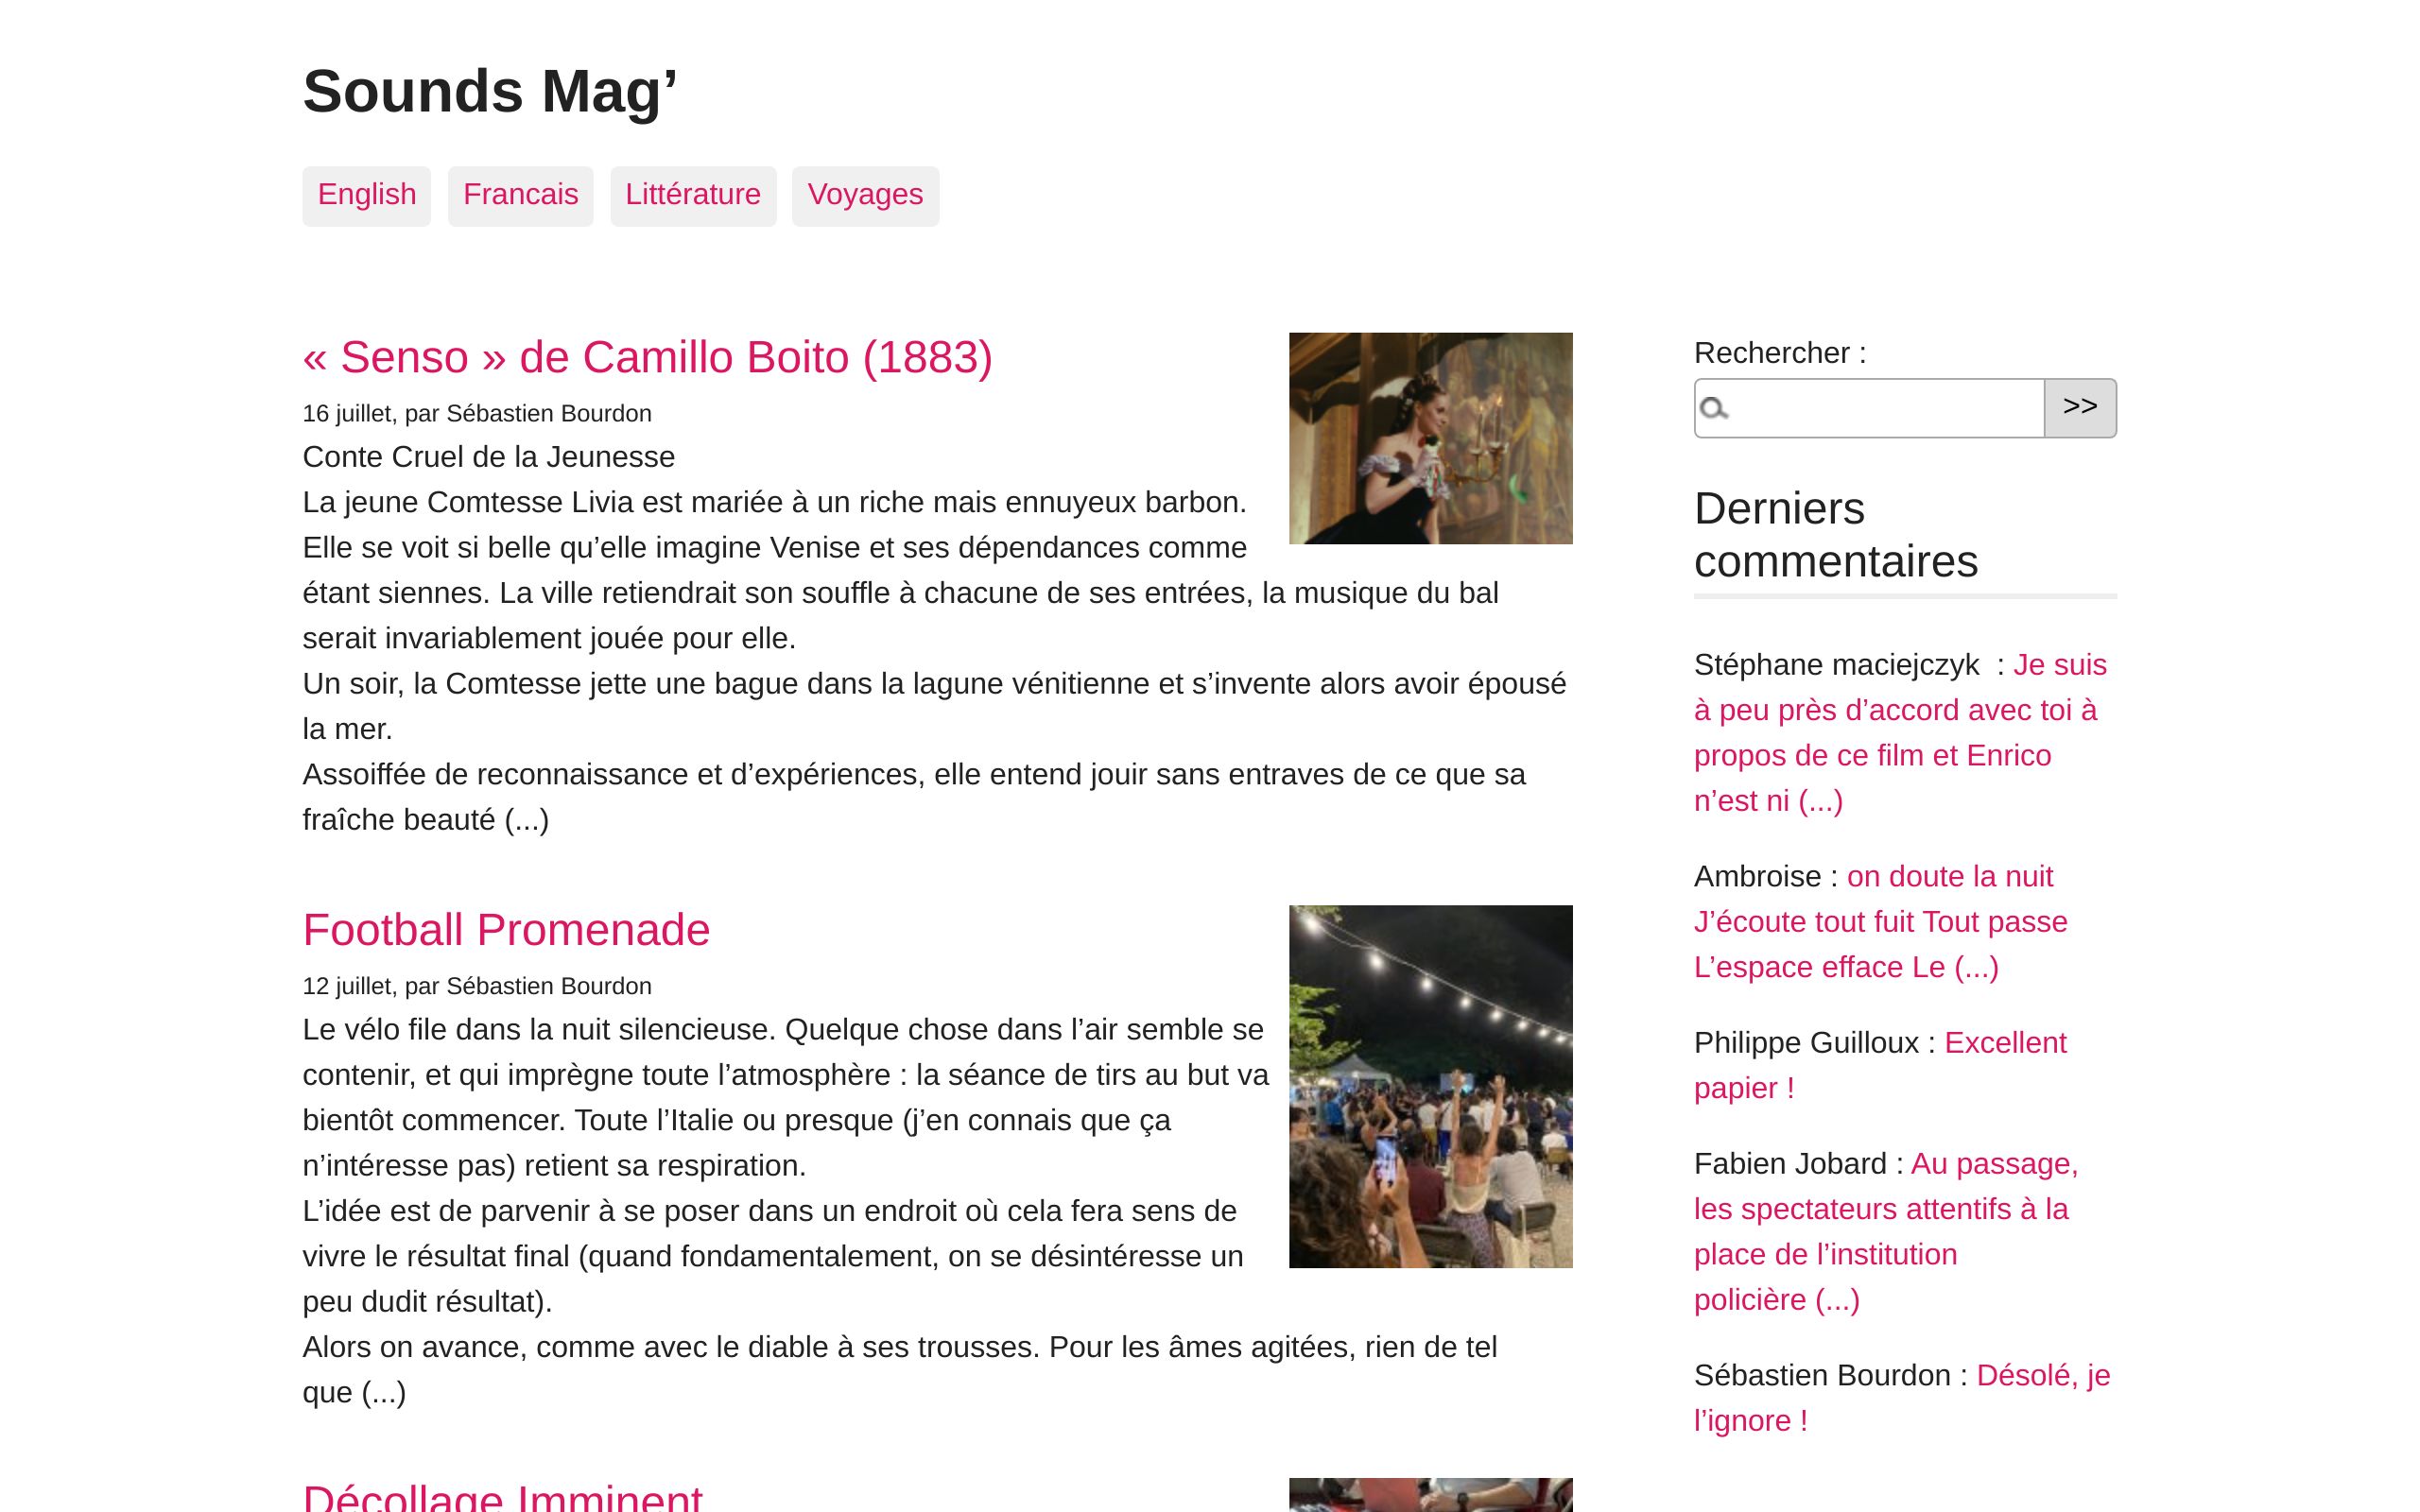 Sounds Mag’
English Francais Littérature Voyages
« Senso » de Camillo Boito (1883)
16 juillet, par Sébastien Bourdon
Conte Cruel de la Jeunesse
La jeune Comtesse Livia est mariée à un riche mais ennuyeux barbon.
Elle se voit si belle qu’elle imagine Venise et ses dépendances comme
étant siennes. La ville retiendrait son souffle à chacune de ses entrées, la musique du bal
serait invariablement jouée pour elle.
Un soir, la Comtesse jette une bague dans la lagune vénitienne et s’invente alors avoir épousé
la mer.
Assoiffée de reconnaissance et d’expériences, elle entend jouir sans entraves de ce que sa
fraîche beauté (...)
Football Promenade
12 juillet, par Sébastien Bourdon
Le vélo file dans la nuit silencieuse. Quelque chose dans l’air semble se
contenir, et qui imprègne toute l’atmosphère : la séance de tirs au but va
bientôt commencer. Toute l’Italie ou presque (j’en connais que ça
n’intéresse pas) retient sa respiration.
L’idée est de parvenir à se poser dans un endroit où cela fera sens de
vivre le résultat final (quand fondamentalement, on se désintéresse un
peu dudit résultat).
Alors on avance, comme avec le diable à ses trousses. Pour les âmes agitées, rien de tel
que (...)
Décollage Imminent
Rechercher :
>>
Derniers
commentaires
Stéphane maciejczyk  : Je suis
à peu près d’accord avec toi à
propos de ce film et Enrico
n’est ni (...)
Ambroise : on doute la nuit
J’écoute tout fuit Tout passe
L’espace efface Le (...)
Philippe Guilloux : Excellent
papier !
Fabien Jobard : Au passage,
les spectateurs attentifs à la
place de l’institution
policière (...)
Sébastien Bourdon : Désolé, je
l’ignore !